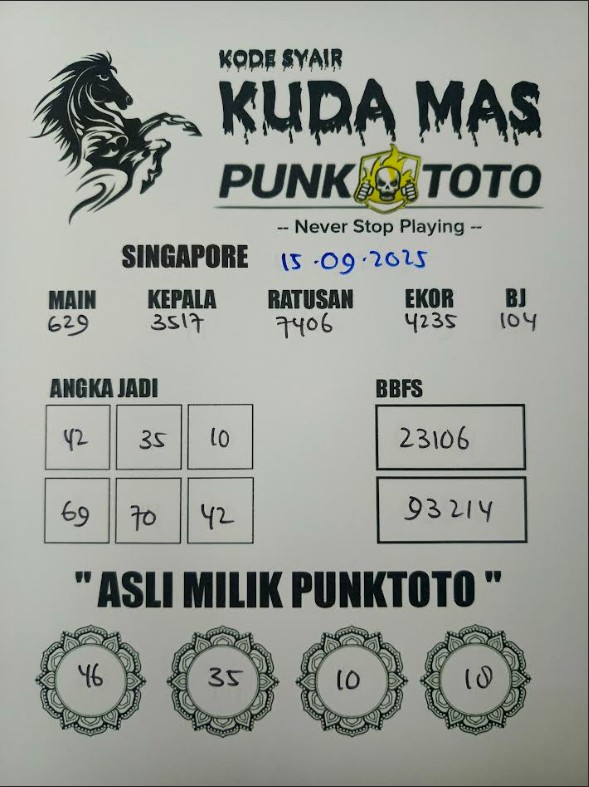 KODE SYAIR
KUDA MAS
PUNK TOTO
-- Never Stop Playing --
SINGAPORE 15-09-2025
MAIN KEPALA RATUSAN EKOR BJ
629 3517 7406 4235 104
ANGKA JADI BBFS
42 35 10 23106
69 70 42 93214
" ASLI MILIK PUNKTOTO "
46 35 10 18